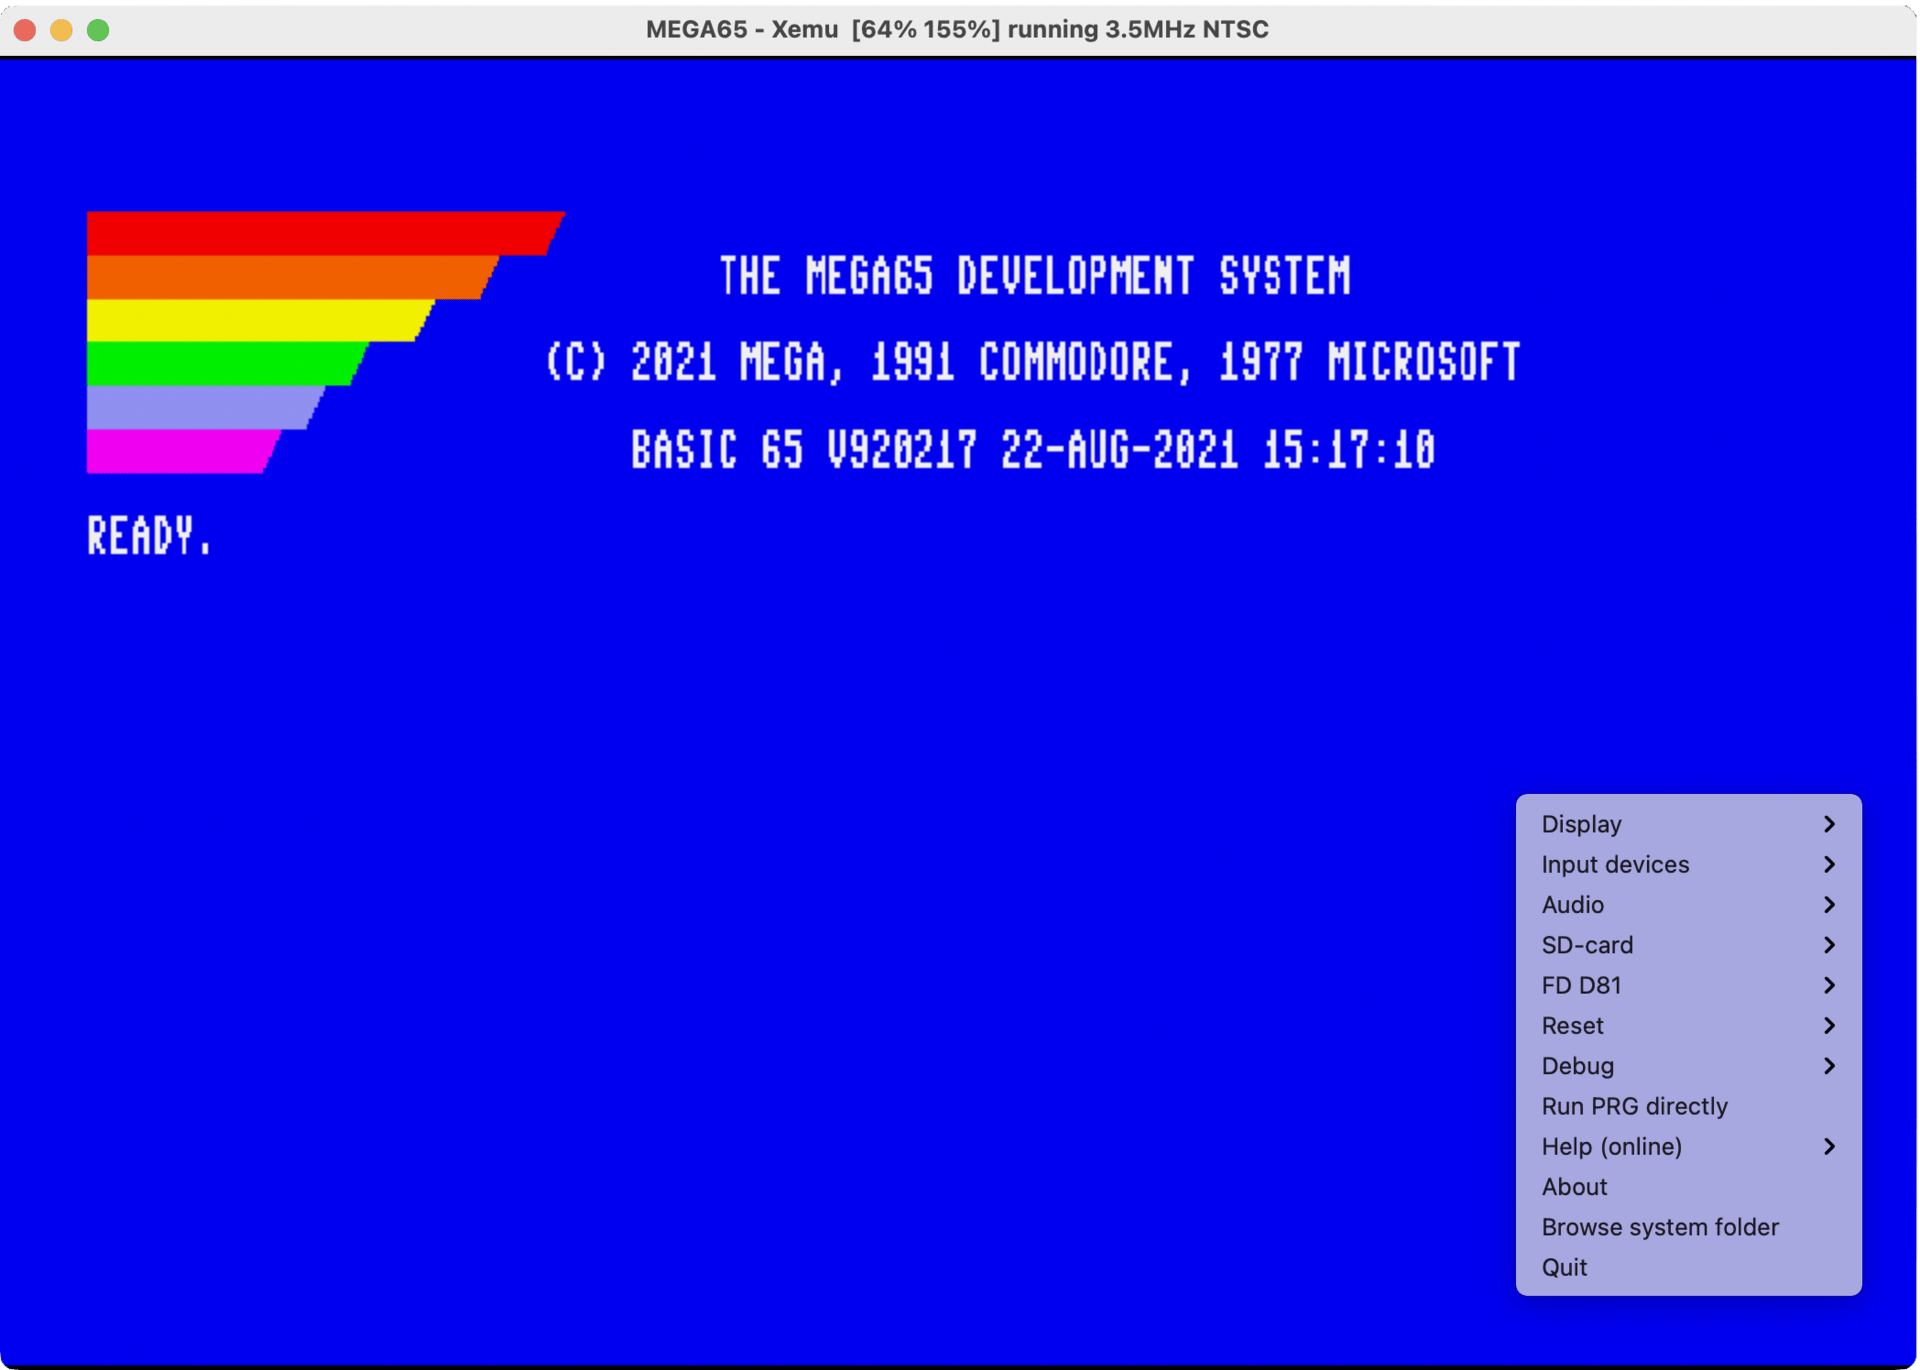 MEGA65 - Xemu [64% 155%] running 3.5MHz NTSC
THE MEGA65 DEVELOPMENT SYSTEM
(C) 2021 MEGA, 1991 COMMODORE, 1977 MICROSOFT
BASIC 65 V920217 22-AUG-2021 15:17:10
READY.
Display
Input devices
Audio
SD-card
FD D81
Reset
Debug
Run PRG directly
Help (online)
About
Browse system folder
Quit